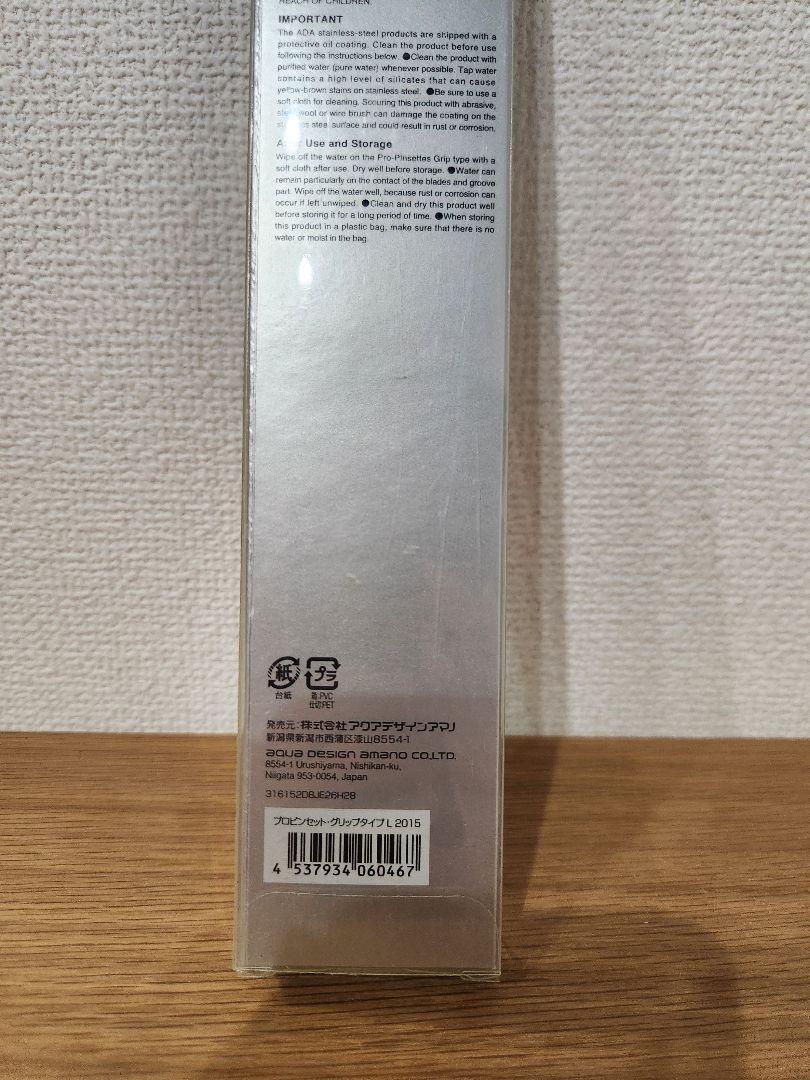 REACH OF CHILDREN.
IMPORTANT
The ADA stainless-steel products are shipped with a
protective oil coating. Clean the product before use
following the instructions below. ●Clean the product with
purified water (pure water) whenever possible. Tap water
contains a high level of silicates that can cause
yellow-brown stains on stainless steel. ●Be sure to use a
soft cloth for cleaning. Scouring this product with abrasive,
steel wool or wire brush can damage the coating on the
stainless steel surface and could result in rust or corrosion.
After Use and Storage
Wipe off the water on the Pro-Pinsettes Grip type with a
soft cloth after use. Dry well before storage. ●Water can
remain particularly on the contact of the blades and groove
part. Wipe off the water well, because rust or corrosion can
occur if left unwiped. ●Clean and dry this product well
before storing it for a long period of time. ●When storing
this product in a plastic bag, make sure that there is no
water or moist in the bag.
紙 プラ
台紙 箱:PVC
仕切:PET
発売元:株式会社アクアデザインアマノ
新潟県新潟市西蒲区漆山8554-1
AQUA DESIGN AMANO CO.,LTD.
8554-1 Urushiyama, Nishikan-ku,
Niigata 953-0054, Japan
316152D8JE26H28
プロピンセット・グリップタイプ L 2015
4 537934 060467